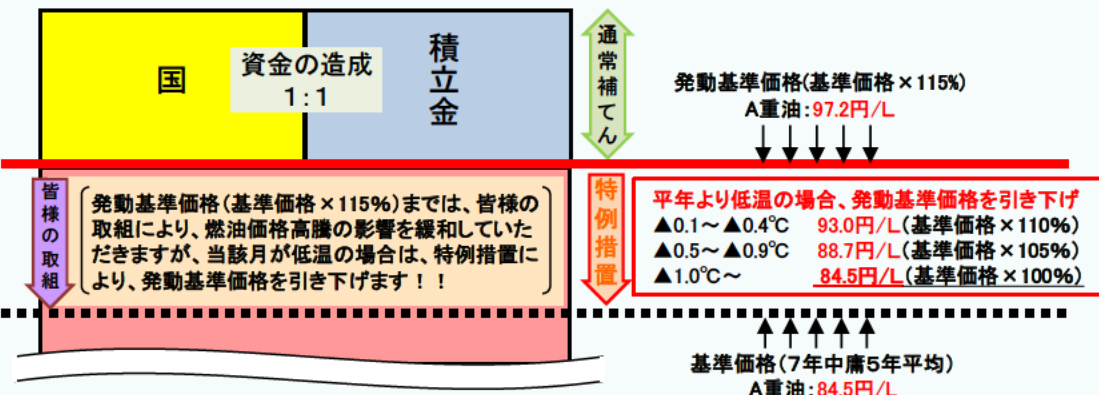 国
資金の造成
1:1
積立金
通常補てん
発動基準価格(基準価格×115%)
A重油:97.2円/L
皆様の取組
発動基準価格(基準価格×115%)までは、皆様の
取組により、燃油価格高騰の影響を緩和していた
だきますが、当該月が低温の場合は、特例措置に
より、発動基準価格を引き下げます！！
特例措置
平年より低温の場合、発動基準価格を引き下げ
▲0.1～▲0.4℃ 93.0円/L(基準価格×110%)
▲0.5～▲0.9℃ 88.7円/L(基準価格×105%)
▲1.0℃～ 84.5円/L(基準価格×100%)
基準価格(7年中庸5年平均)
A重油:84.5円/L